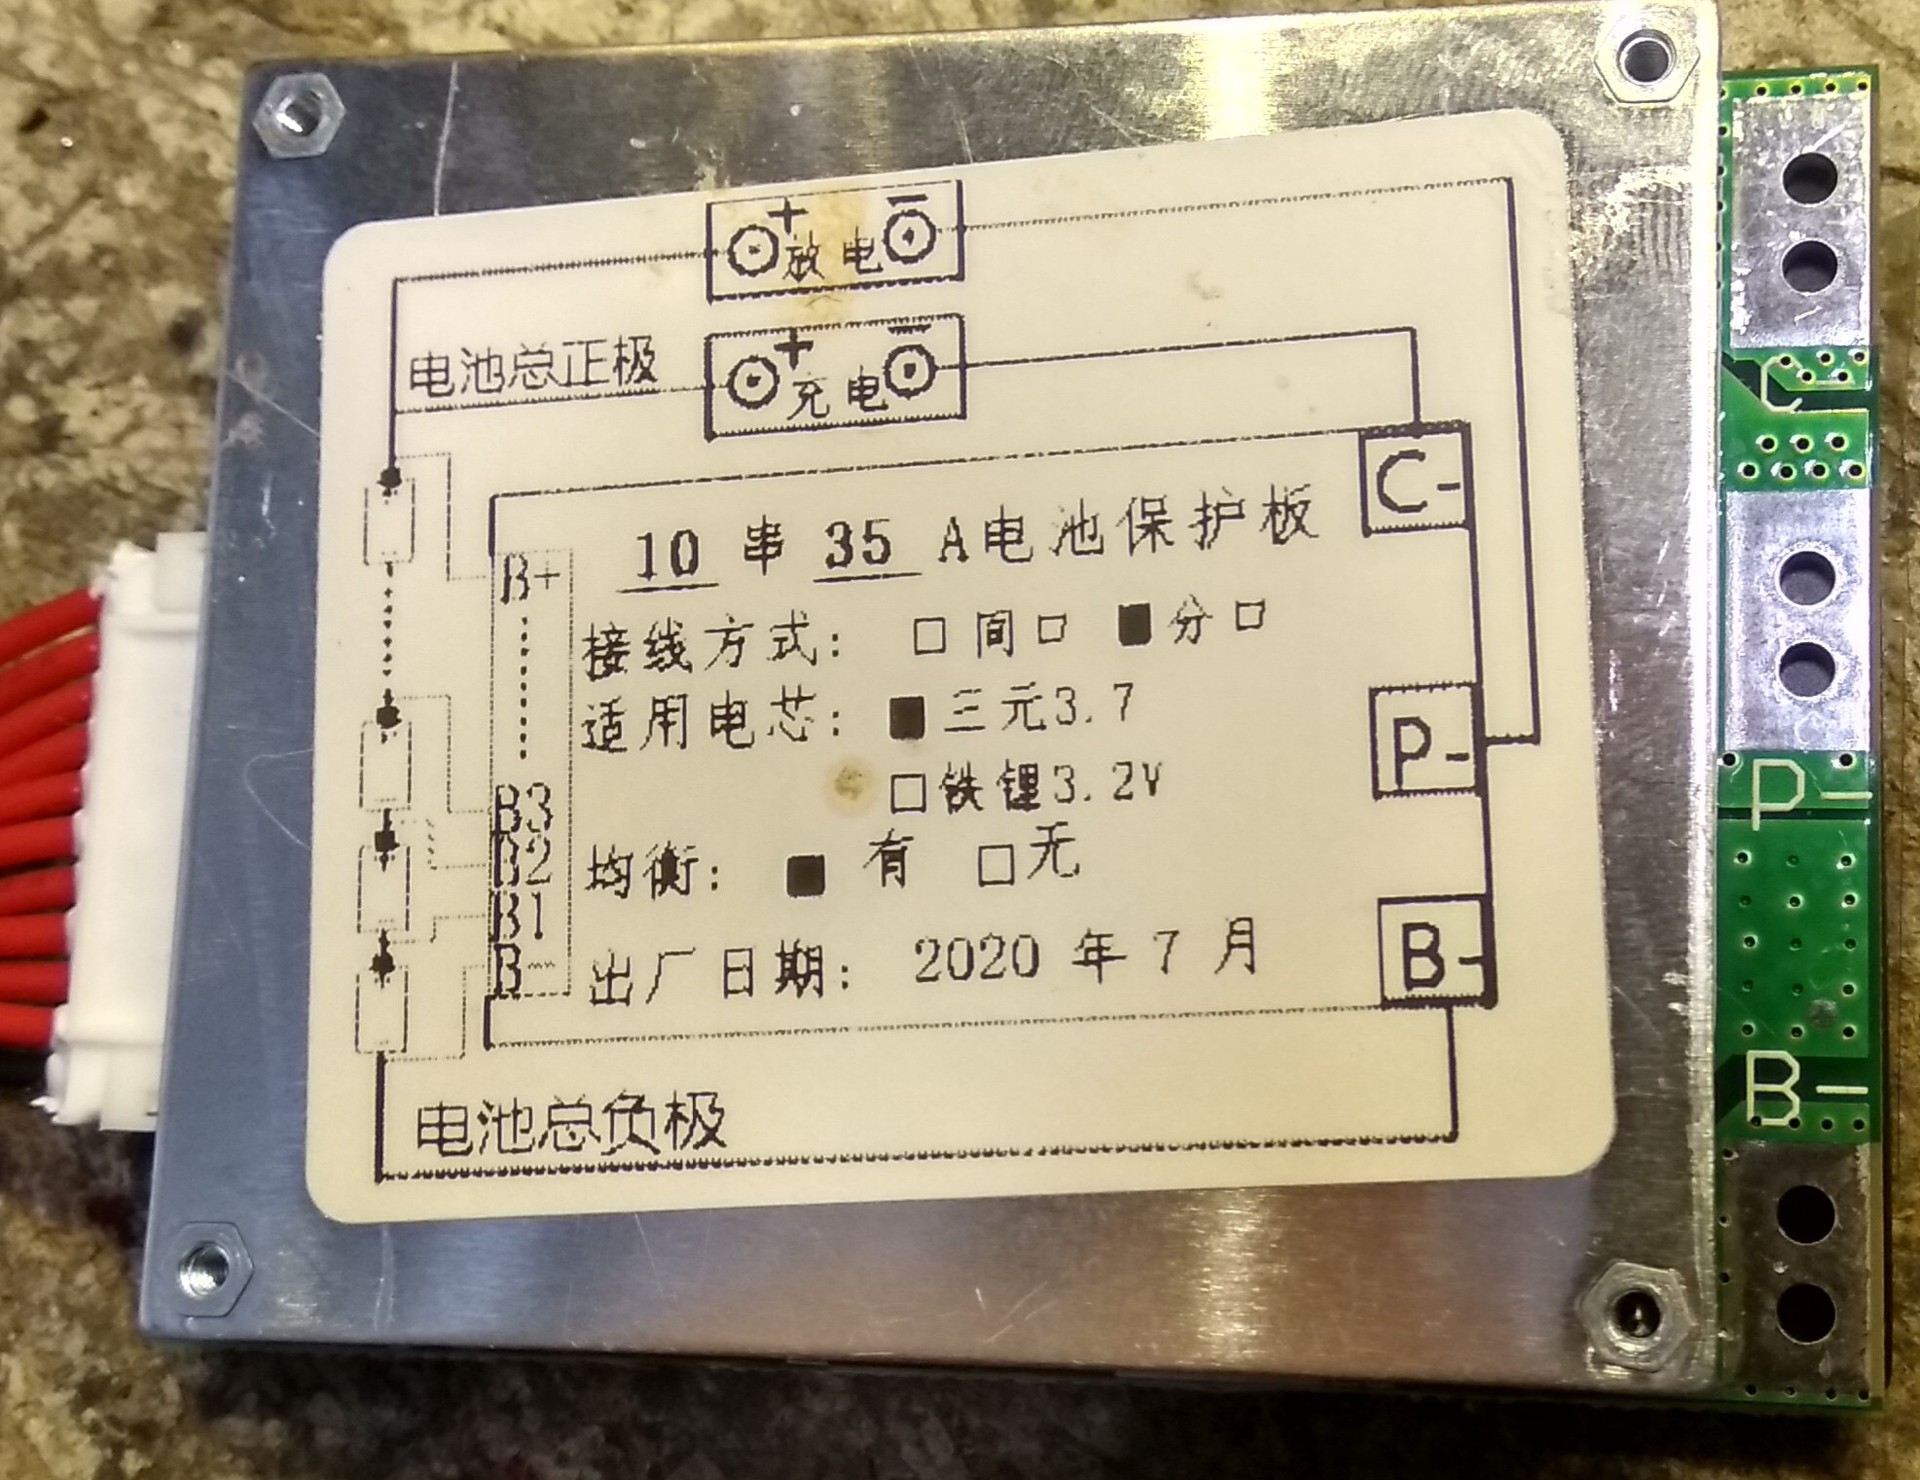 + 放电 −
电池总正极
+ 充电 −
C-
10 串 35 A电池保护板
B+
接线方式: □ 间口 ■ 分口
适用电芯: ■ 三元3.7
P-
□ 铁锂3.2V
B3
B2
均衡: ■ 有 □ 无
B1
B-
出厂日期: 2020 年 7 月
B-
电池总负极
C-
P-
B-